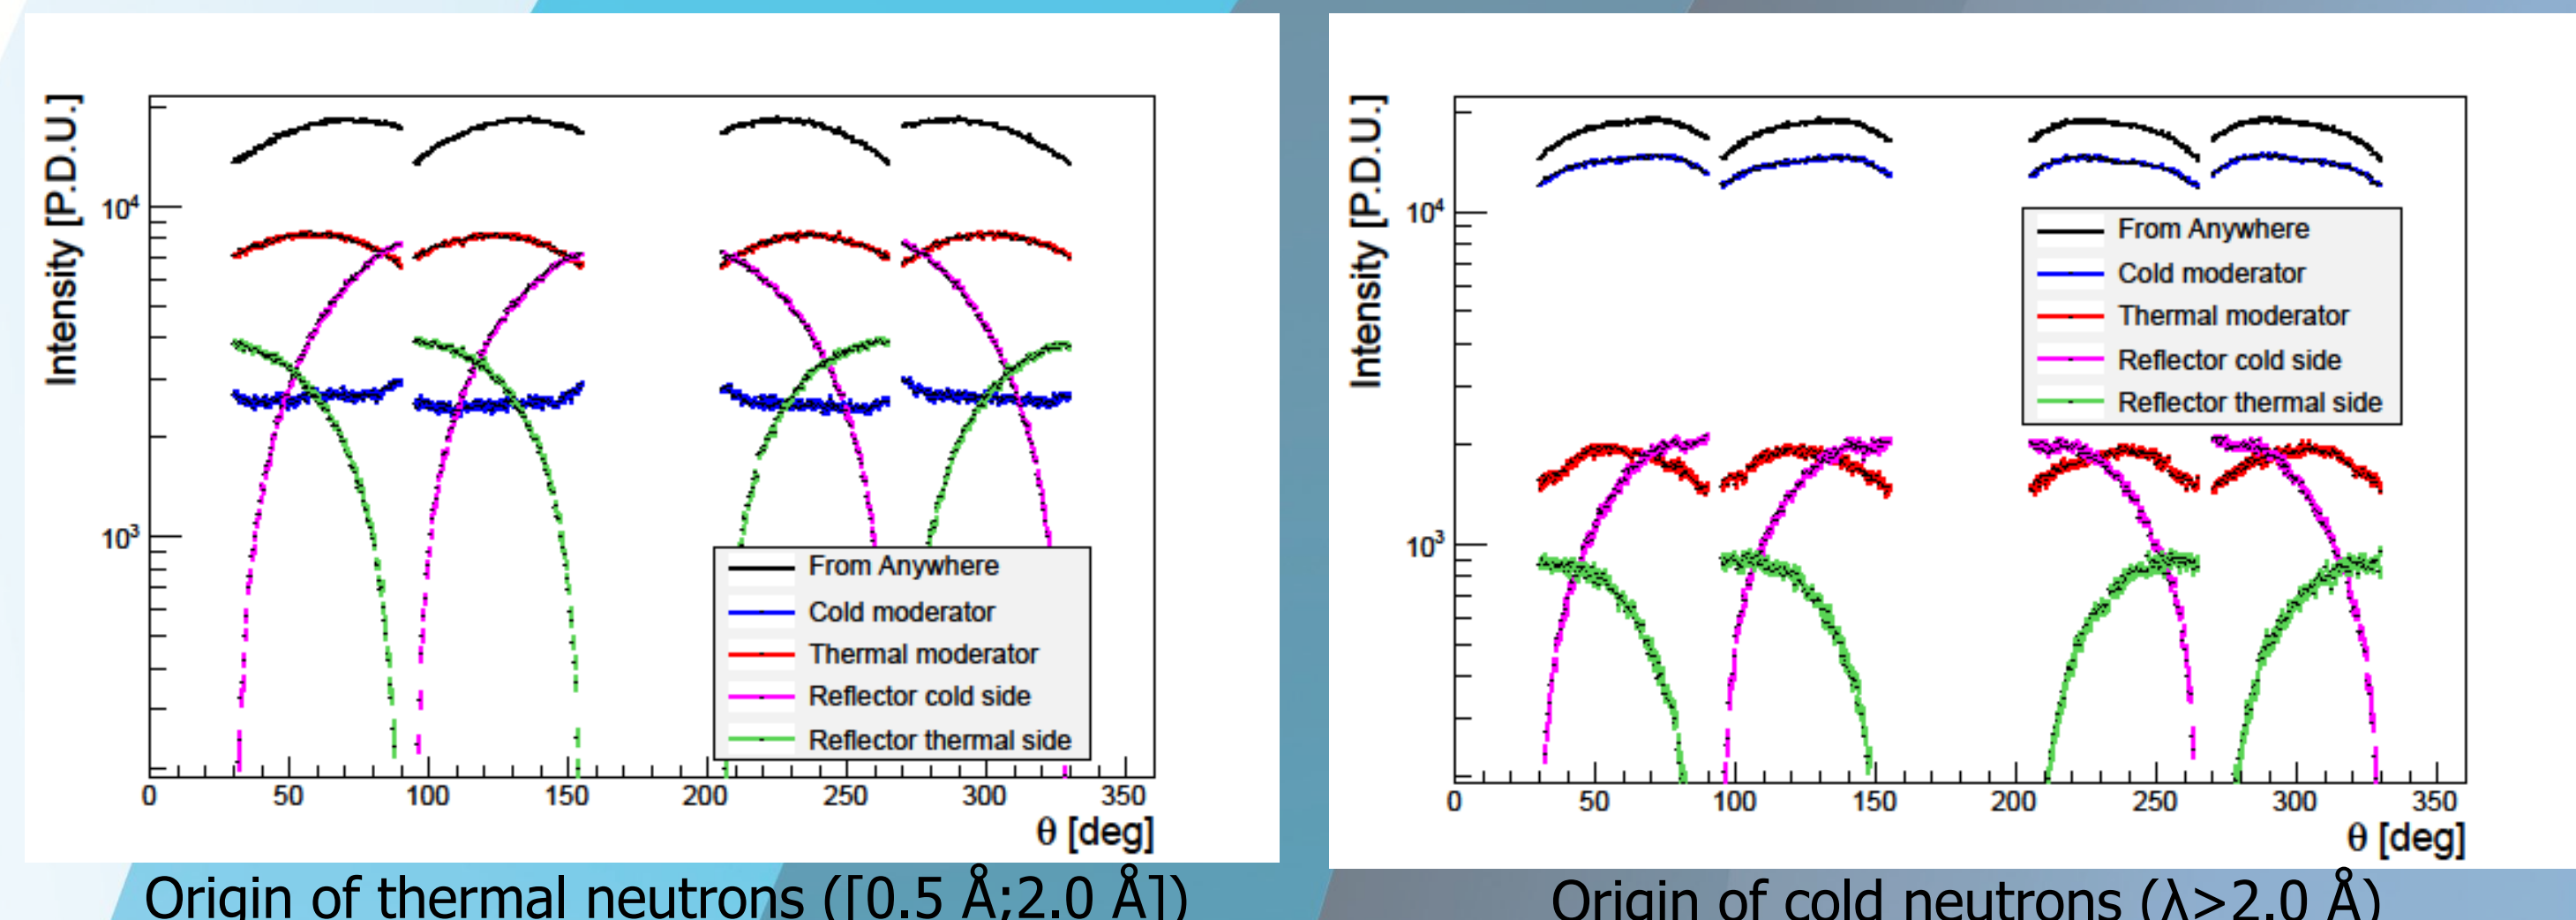 Intensity [P.D.U.]
10⁴
10³
From Anywhere
Cold moderator
Thermal moderator
Reflector cold side
Reflector thermal side
0 50 100 150 200 250 300 350
θ [deg]
Origin of thermal neutrons ([0.5 Å;2.0 Å])
Intensity [P.D.U.]
10⁴
10³
From Anywhere
Cold moderator
Thermal moderator
Reflector cold side
Reflector thermal side
0 50 100 150 200 250 300 350
θ [deg]
Origin of cold neutrons (λ>2.0 Å)